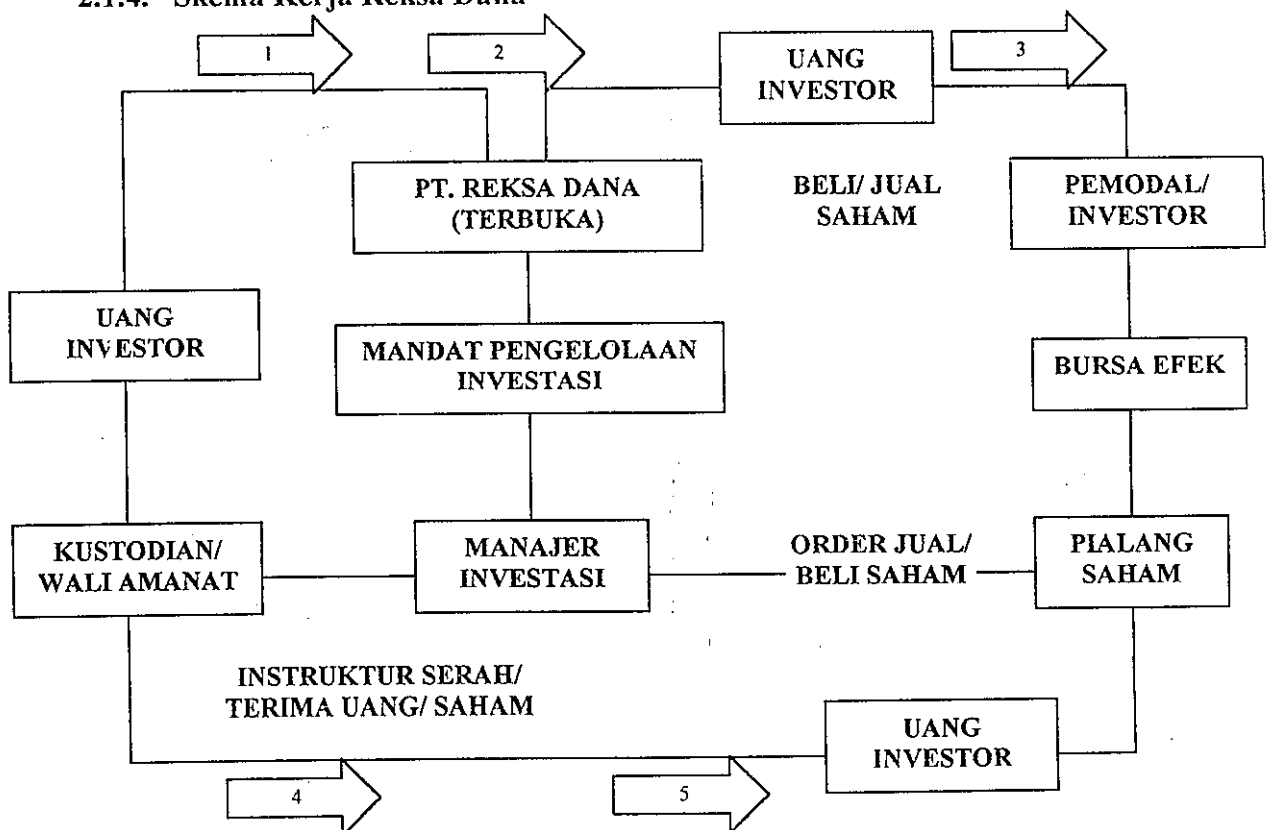 2.1.4. Skema Kerja Reksa Dana
1
2
3
UANG
INVESTOR
PT. REKSA DANA
(TERBUKA)
BELI/ JUAL
SAHAM
PEMODAL/
INVESTOR
UANG
INVESTOR
MANDAT PENGELOLAAN
INVESTASI
BURSA EFEK
KUSTODIAN/
WALI AMANAT
MANAJER
INVESTASI
ORDER JUAL/
BELI SAHAM
PIALANG
SAHAM
INSTRUKTUR SERAH/
TERIMA UANG/ SAHAM
UANG
INVESTOR
4
5